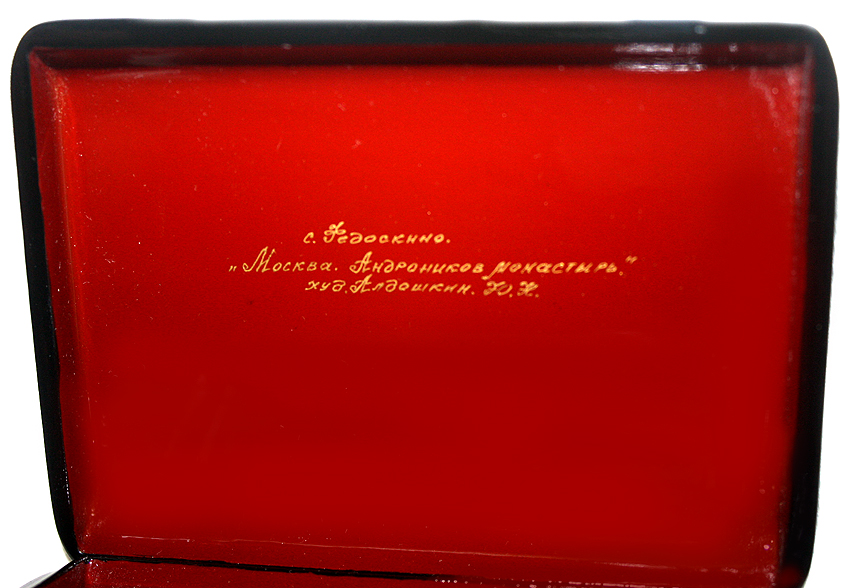 с. Федоскино.
„Москва. Андроников монастырь."
худ. Алдошкин. Ю.Н.